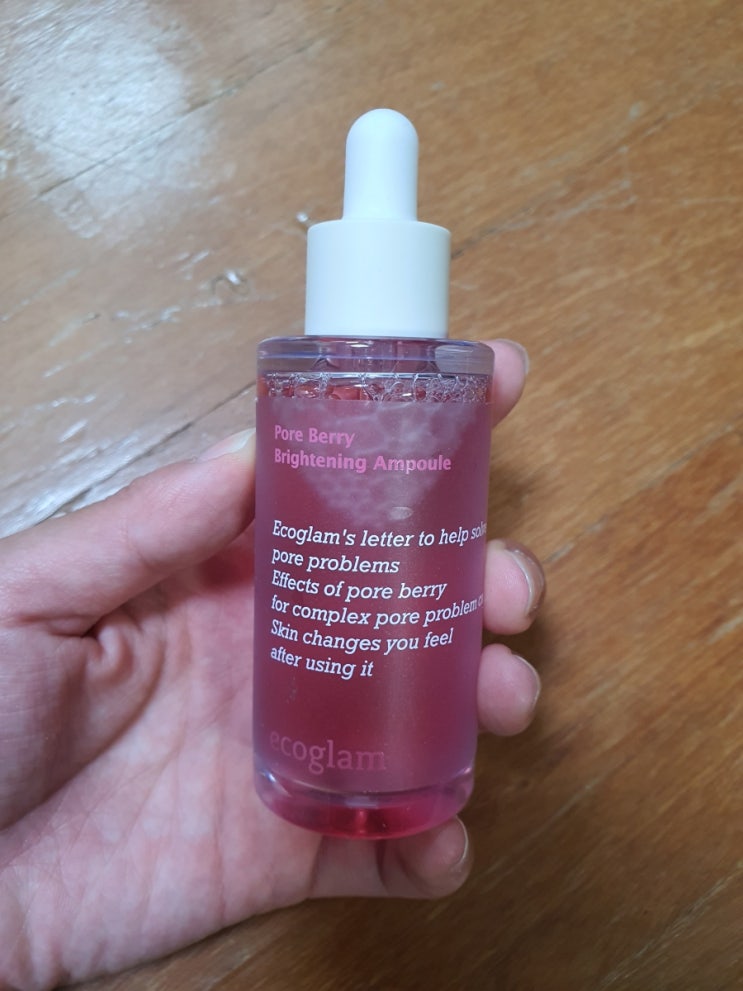 Pore Berry
Brightening Ampoule
Ecoglam's letter to help
pore problems
Effects of pore berry
for complex pore problem
Skin changes you feel
after using it
ecoglam